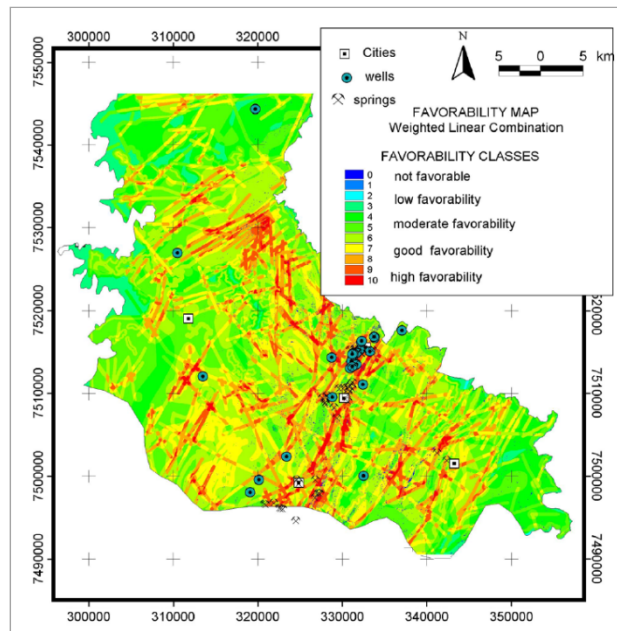 300000 310000 320000
7550000
7540000
7530000
7520000
7510000
7500000
7490000
Cities
wells
springs
N
5 0 5 km
FAVORABILITY MAP
Weighted Linear Combination
FAVORABILITY CLASSES
0 not favorable
1
2 low favorability
3
4 moderate favorability
5
6
7 good favorability
8
9
10 high favorability
7510000
7500000
7490000
300000 310000 320000 330000 340000 350000